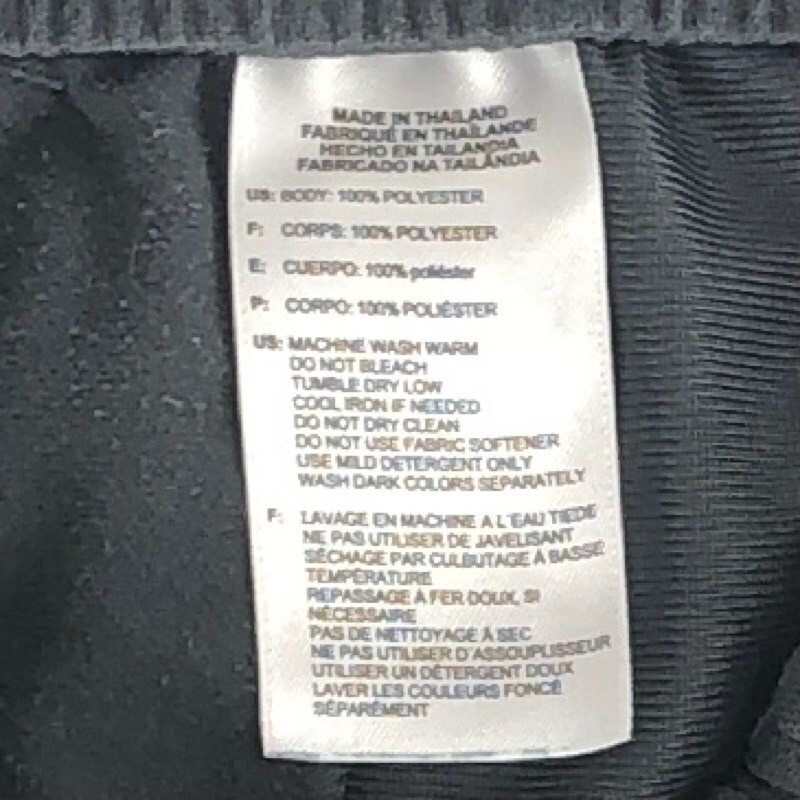 MADE IN THAILAND
FABRIQUÉ EN THAÏLANDE
HECHO EN TAILANDIA
FABRICADO NA TAILÂNDIA
US: BODY: 100% POLYESTER
F: CORPS: 100% POLYESTER
E: CUERPO: 100% poliéster
P: CORPO: 100% POLIÉSTER
US: MACHINE WASH WARM
DO NOT BLEACH
TUMBLE DRY LOW
COOL IRON IF NEEDED
DO NOT DRY CLEAN
DO NOT USE FABRIC SOFTENER
USE MILD DETERGENT ONLY
WASH DARK COLORS SEPARATELY
F: LAVAGE EN MACHINE A L'EAU TIEDE
NE PAS UTILISER DE JAVELISANT
SÉCHAGE PAR CULBUTAGE À BASSE
TEMPÉRATURE
REPASSAGE À FER DOUX, SI
NÉCESSAIRE
PAS DE NETTOYAGE À SEC
NE PAS UTILISER D'ASSOUPLISSEUR
UTILISER UN DÉTERGENT DOUX
LAVER LES COULEURS FONCÉ
SÉPARÉMENT